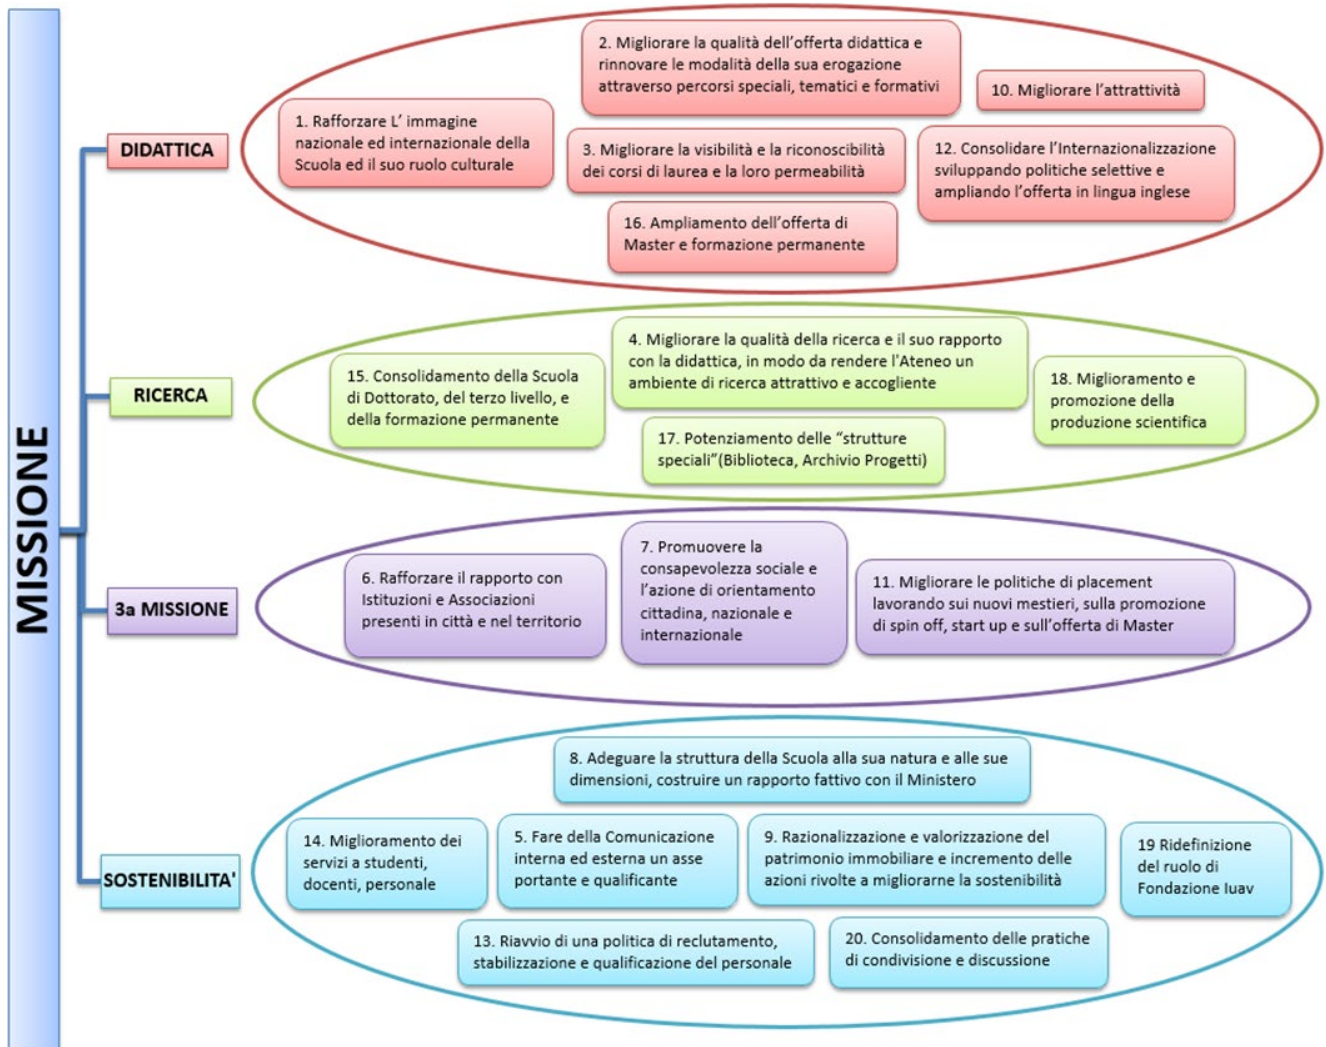 MISSIONE
DIDATTICA
1. Rafforzare L' immagine
nazionale ed internazionale della
Scuola ed il suo ruolo culturale
2. Migliorare la qualità dell'offerta didattica e
rinnovare le modalità della sua erogazione
attraverso percorsi speciali, tematici e formativi
10. Migliorare l'attrattività
3. Migliorare la visibilità e la riconoscibilità
dei corsi di laurea e la loro permeabilità
12. Consolidare l'Internazionalizzazione
sviluppando politiche selettive e
ampliando l'offerta in lingua inglese
16. Ampliamento dell'offerta di
Master e formazione permanente
RICERCA
15. Consolidamento della Scuola
di Dottorato, del terzo livello, e
della formazione permanente
4. Migliorare la qualità della ricerca e il suo rapporto
con la didattica, in modo da rendere l'Ateneo un
ambiente di ricerca attrattivo e accogliente
18. Miglioramento e
promozione della
produzione scientifica
17. Potenziamento delle "strutture
speciali"(Biblioteca, Archivio Progetti)
3a MISSIONE
6. Rafforzare il rapporto con
Istituzioni e Associazioni
presenti in città e nel territorio
7. Promuovere la
consapevolezza sociale e
l'azione di orientamento
cittadina, nazionale e
internazionale
11. Migliorare le politiche di placement
lavorando sui nuovi mestieri, sulla promozione
di spin off, start up e sull'offerta di Master
SOSTENIBILITA'
8. Adeguare la struttura della Scuola alla sua natura e alle sue
dimensioni, costruire un rapporto fattivo con il Ministero
14. Miglioramento dei
servizi a studenti,
docenti, personale
5. Fare della Comunicazione
interna ed esterna un asse
portante e qualificante
9. Razionalizzazione e valorizzazione del
patrimonio immobiliare e incremento delle
azioni rivolte a migliorarne la sostenibilità
19 Ridefinizione
del ruolo di
Fondazione Iuav
13. Riavvio di una politica di reclutamento,
stabilizzazione e qualificazione del personale
20. Consolidamento delle pratiche
di condivisione e discussione